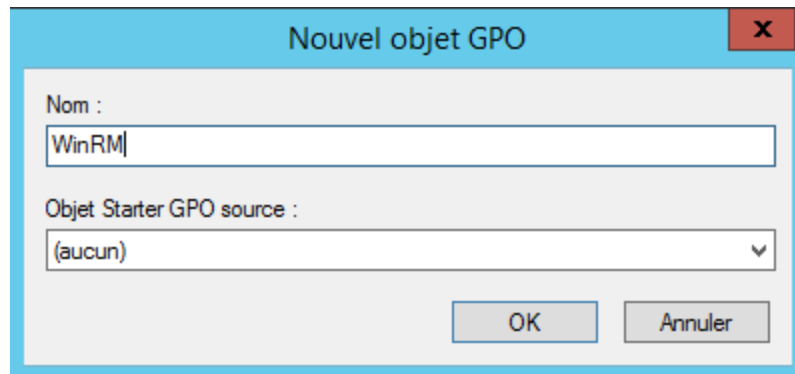 Nouvel objet GPO
x
Nom :
WinRM
Objet Starter GPO source :
(aucun)
OK
Annuler